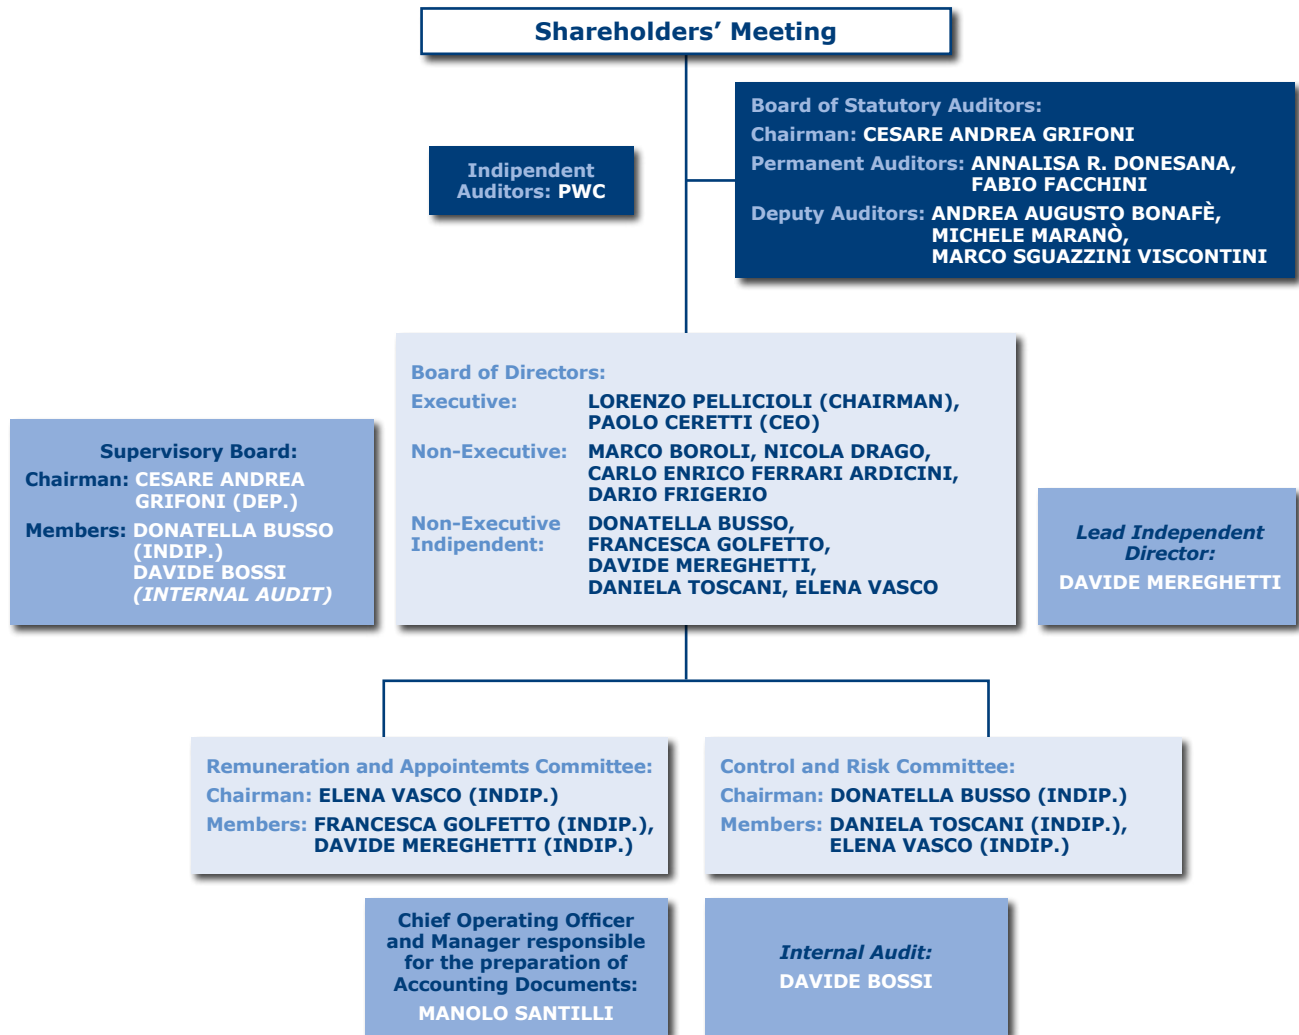 Shareholders’ Meeting
Indipendent
Auditors: PWC
Board of Statutory Auditors:
Chairman: CESARE ANDREA GRIFONI
Permanent Auditors: ANNALISA R. DONESANA,
FABIO FACCHINI
Deputy Auditors: ANDREA AUGUSTO BONAFÈ,
MICHELE MARANÒ,
MARCO SGUAZZINI VISCONTINI
Board of Directors:
Executive: LORENZO PELLICIOLI (CHAIRMAN),
PAOLO CERETTI (CEO)
Non-Executive: MARCO BOROLI, NICOLA DRAGO,
CARLO ENRICO FERRARI ARDICINI,
DARIO FRIGERIO
Non-Executive DONATELLA BUSSO,
Indipendent: FRANCESCA GOLFETTO,
DAVIDE MEREGHETTI,
DANIELA TOSCANI, ELENA VASCO
Supervisory Board:
Chairman: CESARE ANDREA
GRIFONI (DEP.)
Members: DONATELLA BUSSO
(INDIP.)
DAVIDE BOSSI
(INTERNAL AUDIT)
Lead Independent
Director:
DAVIDE MEREGHETTI
Remuneration and Appointemts Committee:
Chairman: ELENA VASCO (INDIP.)
Members: FRANCESCA GOLFETTO (INDIP.),
DAVIDE MEREGHETTI (INDIP.)
Control and Risk Committee:
Chairman: DONATELLA BUSSO (INDIP.)
Members: DANIELA TOSCANI (INDIP.),
ELENA VASCO (INDIP.)
Chief Operating Officer
and Manager responsible
for the preparation of
Accounting Documents:
MANOLO SANTILLI
Internal Audit:
DAVIDE BOSSI